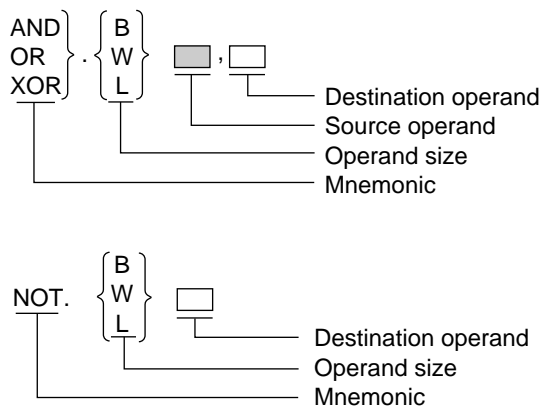 AND
OR
XOR
.
B
W
L
,
Destination operand
Source operand
Operand size
Mnemonic
NOT.
B
W
L
Destination operand
Operand size
Mnemonic